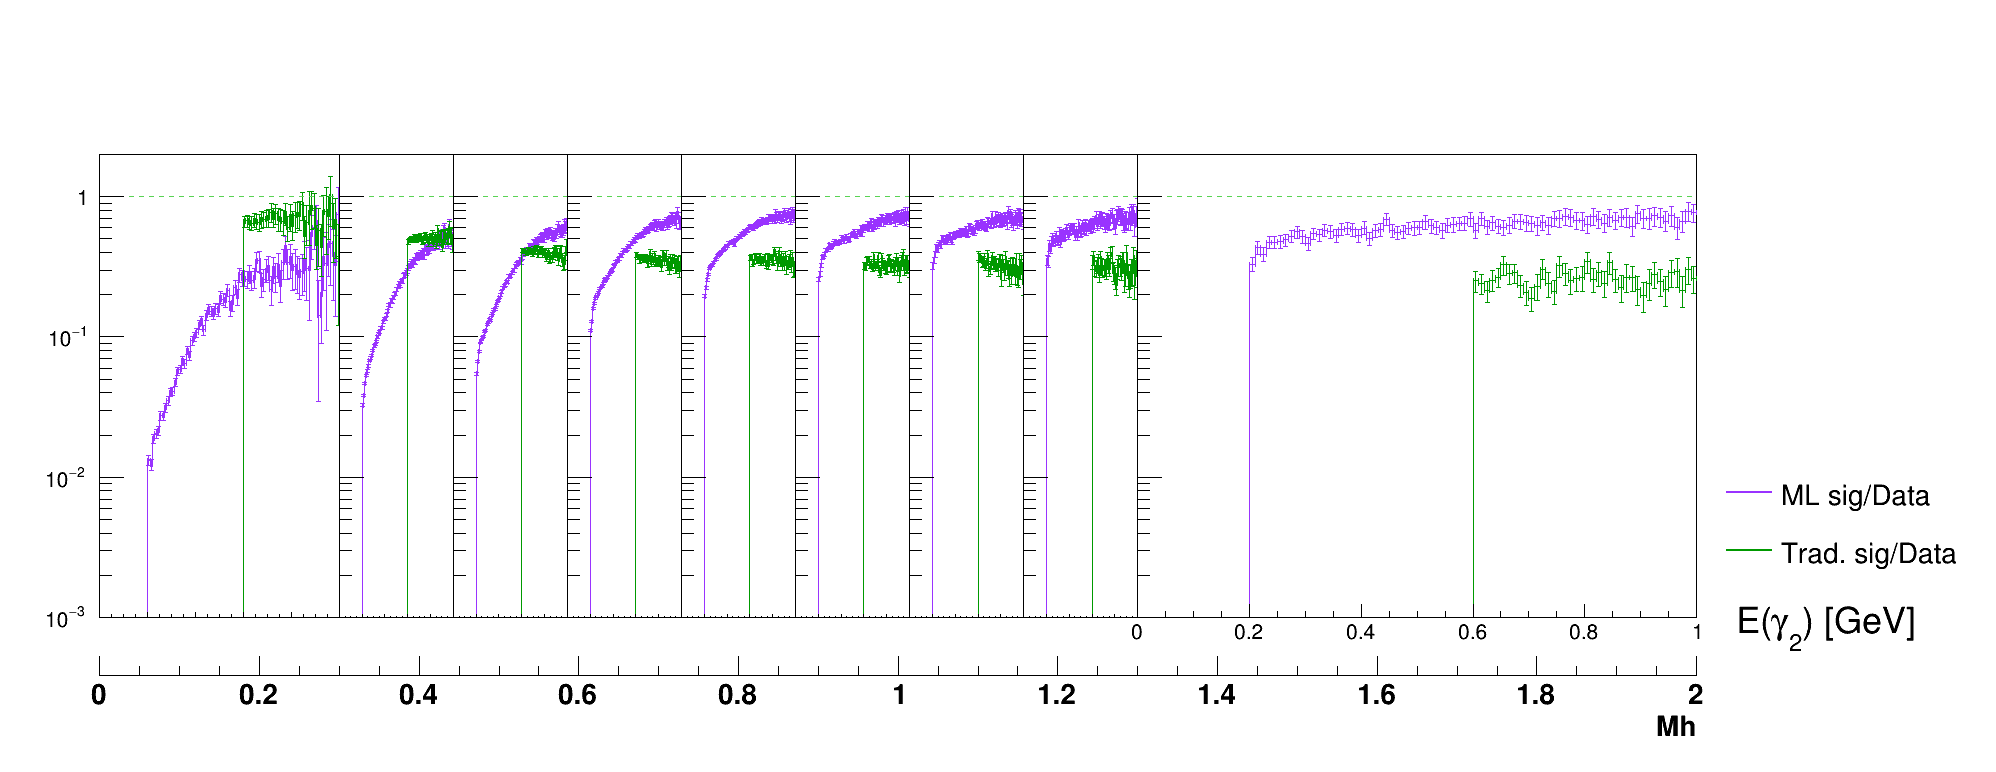 1
10⁻¹
10⁻²
10⁻³
ML sig/Data
Trad. sig/Data
0 0.2 0.4 0.6 0.8 1
E(γ₂) [GeV]
0 0.2 0.4 0.6 0.8 1 1.2 1.4 1.6 1.8 2
Mh